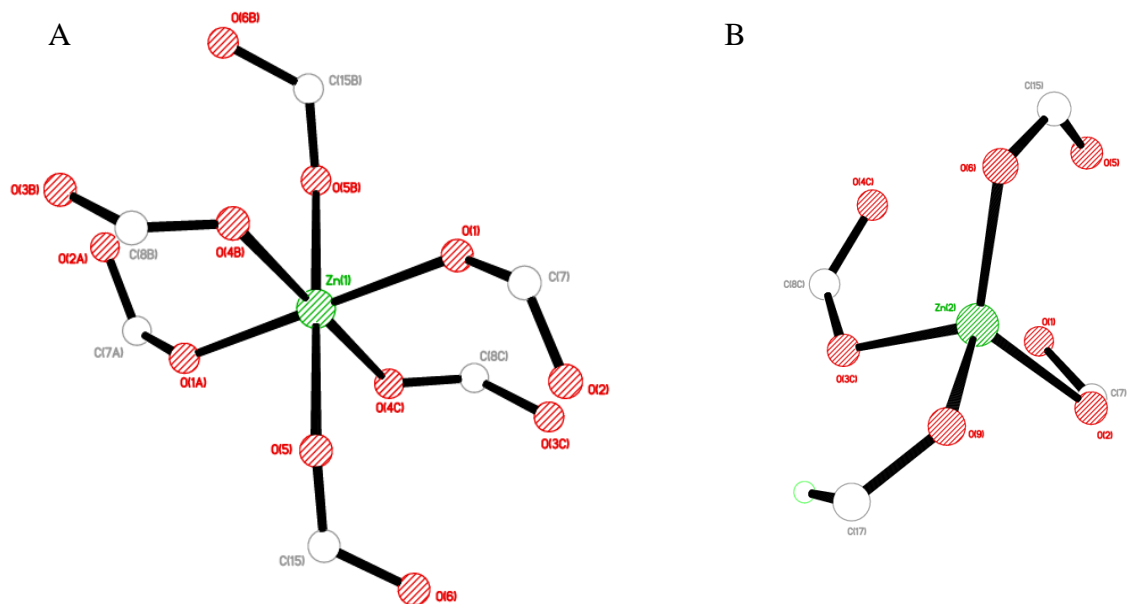 A
O(6B)
C(15B)
O(3B)
O(5B)
O(2A)
C(8B)
O(4B)
O(1)
Zn(1)
C(7)
C(7A)
O(1A)
C(8C)
O(4C)
O(2)
O(3C)
O(5)
C(15)
O(6)
B
C(15)
O(6)
O(5)
O(4C)
C(8C)
Zn(2)
O(1)
O(3C)
C(7)
O(2)
O(9)
C(17)